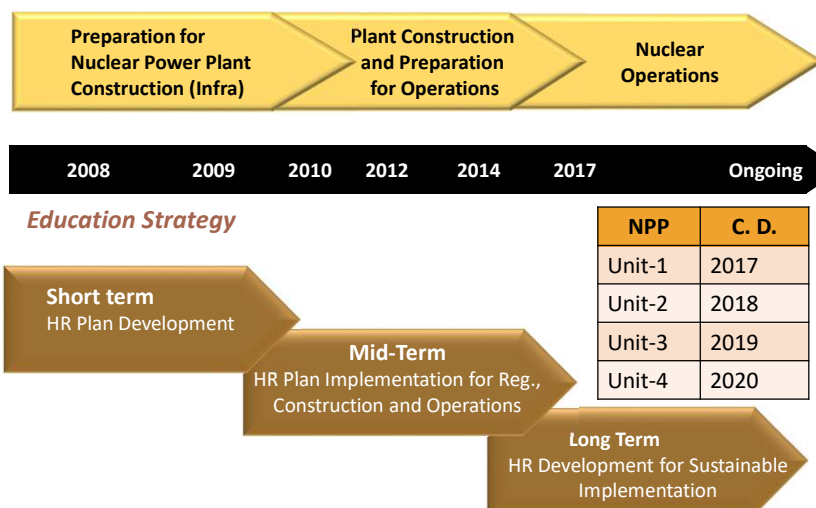 Preparation for
Nuclear Power Plant
Construction (Infra)
Plant Construction
and Preparation
for Operations
Nuclear
Operations
2008 2009 2010 2012 2014 2017 Ongoing
Education Strategy
NPP C. D.
Unit-1 2017
Unit-2 2018
Unit-3 2019
Unit-4 2020
Short term
HR Plan Development
Mid-Term
HR Plan Implementation for Reg.,
Construction and Operations
Long Term
HR Development for Sustainable
Implementation